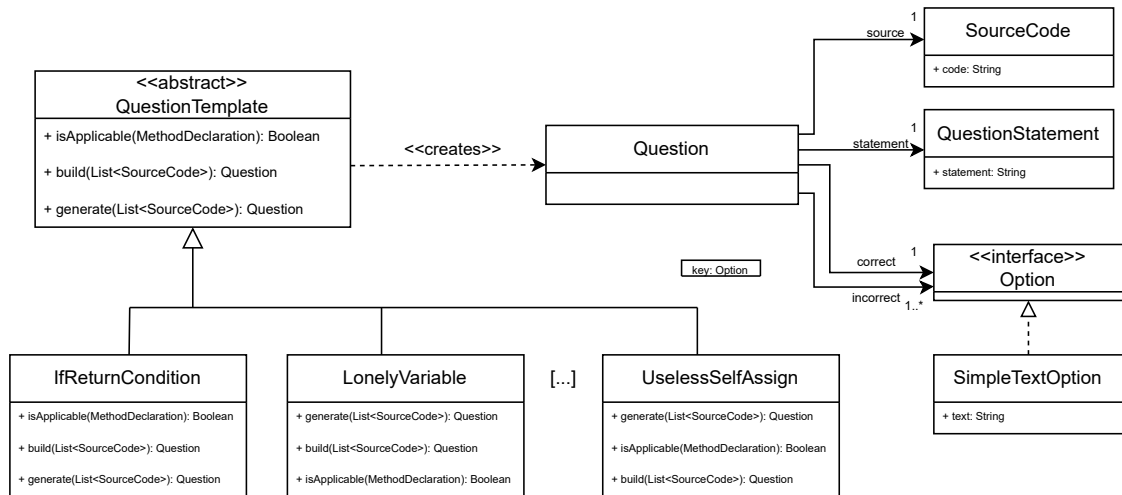 <<abstract>>
QuestionTemplate
+ isApplicable(MethodDeclaration): Boolean
+ build(List<SourceCode>): Question
+ generate(List<SourceCode>): Question
<<creates>>
Question
source
1
SourceCode
+ code: String
statement
1
QuestionStatement
+ statement: String
correct
1
incorrect
1..*
<<interface>>
Option
key: Option
IfReturnCondition
+ isApplicable(MethodDeclaration): Boolean
+ build(List<SourceCode>): Question
+ generate(List<SourceCode>): Question
LonelyVariable
+ generate(List<SourceCode>): Question
+ build(List<SourceCode>): Question
+ isApplicable(MethodDeclaration): Boolean
[...]
UselessSelfAssign
+ generate(List<SourceCode>): Question
+ isApplicable(MethodDeclaration): Boolean
+ build(List<SourceCode>): Question
SimpleTextOption
+ text: String